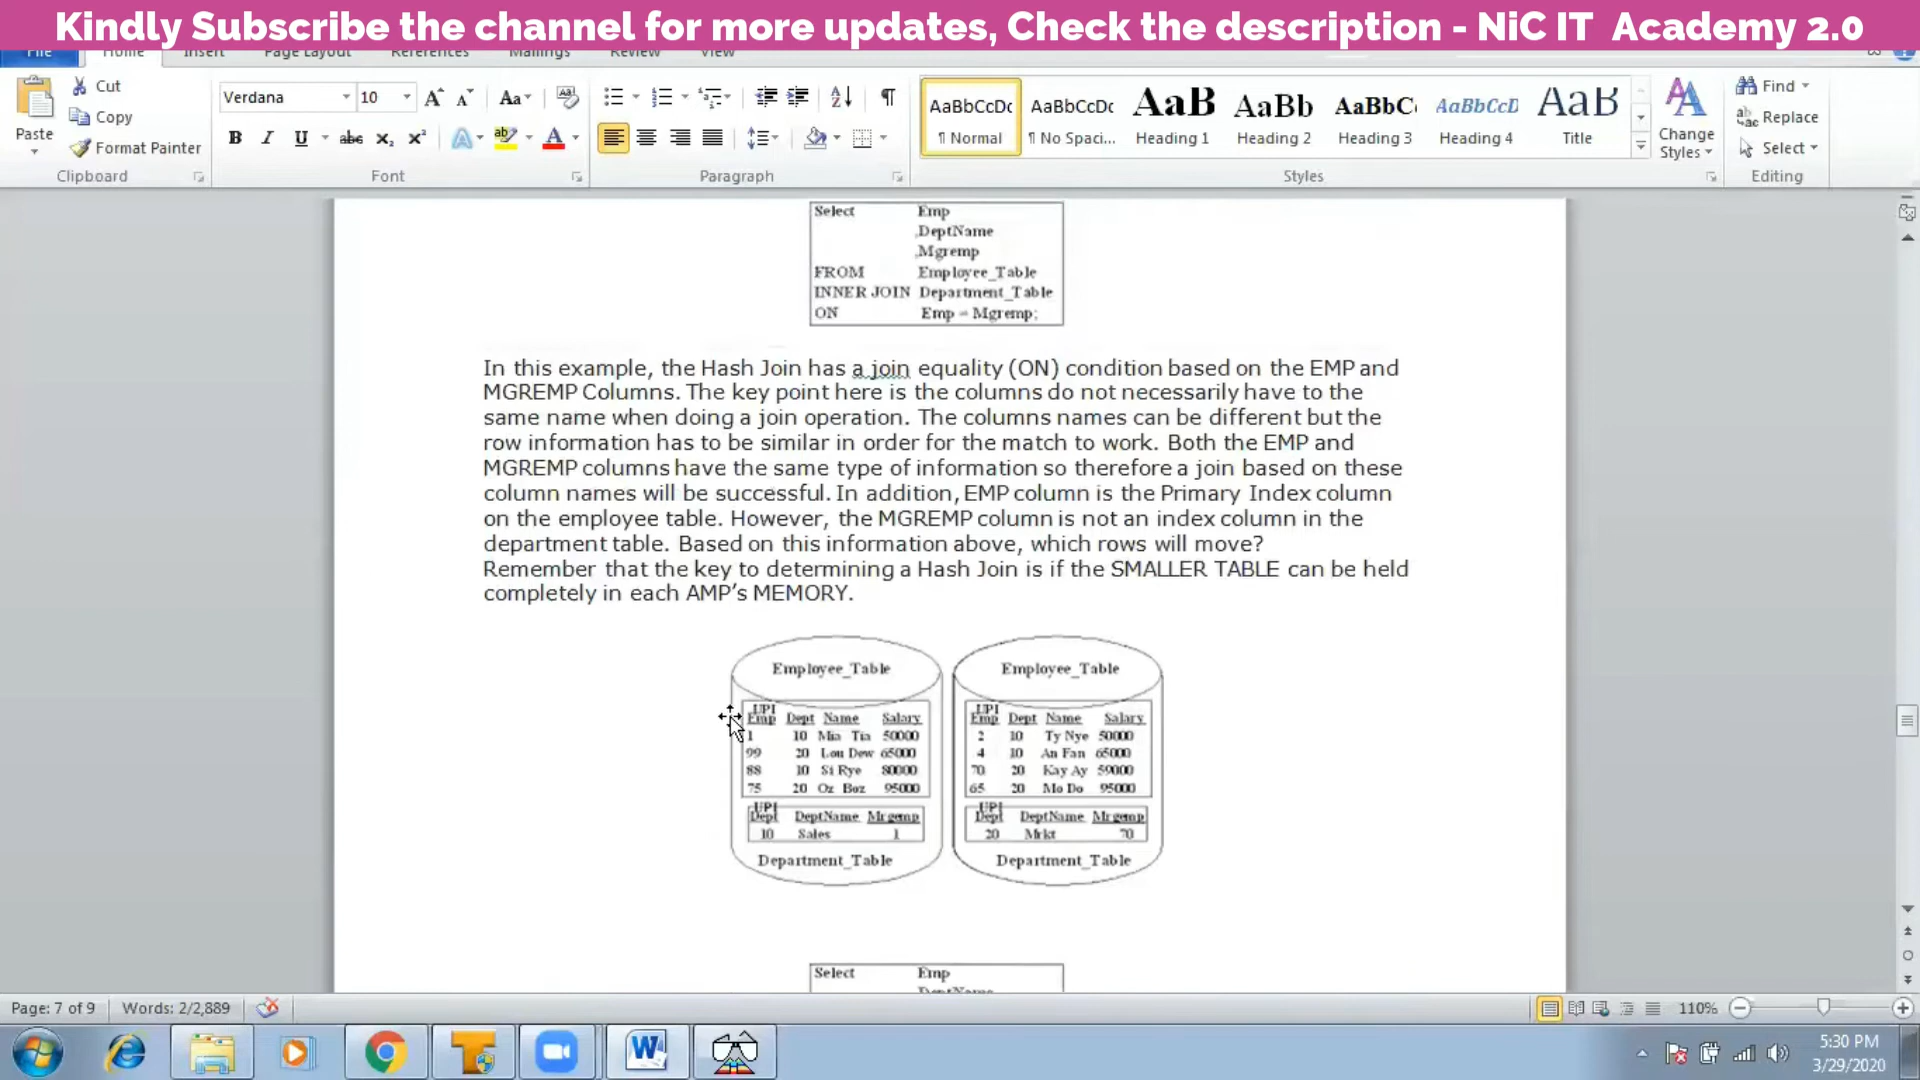 Kindly Subscribe the channel for more updates, Check the description - NiC IT Academy 2.0
File Home Insert Page Layout References Mailings Review View
Cut
Copy
Format Painter
Paste
Clipboard
Verdana 10
Font
Paragraph
AaBbCcDc AaBbCcDc AaB AaBb AaBbC AaBbCcD AaB
¶ Normal ¶ No Spaci... Heading 1 Heading 2 Heading 3 Heading 4 Title
Change Styles
Styles
Find
Replace
Select
Editing
Select Emp
,DeptName
,Mgremp
FROM Employee_Table
INNER JOIN Department_Table
ON Emp = Mgremp;
In this example, the Hash Join has a join equality (ON) condition based on the EMP and
MGREMP Columns. The key point here is the columns do not necessarily have to the
same name when doing a join operation. The columns names can be different but the
row information has to be similar in order for the match to work. Both the EMP and
MGREMP columns have the same type of information so therefore a join based on these
column names will be successful. In addition, EMP column is the Primary Index column
on the employee table. However, the MGREMP column is not an index column in the
department table. Based on this information above, which rows will move?
Remember that the key to determining a Hash Join is if the SMALLER TABLE can be held
completely in each AMP’s MEMORY.
Employee_Table
UPI
Emp Dept Name Salary
1 10 Mia Tia 50000
99 20 Lou Dew 65000
88 10 Si Rye 80000
75 20 Oz Boz 95000
UPI
Dept DeptName Mrgemp
10 Sales 1
Department_Table
Employee_Table
UPI
Emp Dept Name Salary
2 10 Ty Nye 50000
4 10 An Fan 65000
70 20 Kay Ay 59000
65 20 Mo Do 95000
UPI
Dept DeptName Mrgemp
20 Mrkt 70
Department_Table
Select Emp
Page: 7 of 9 Words: 2/2,889 110%
5:30 PM
3/29/2020